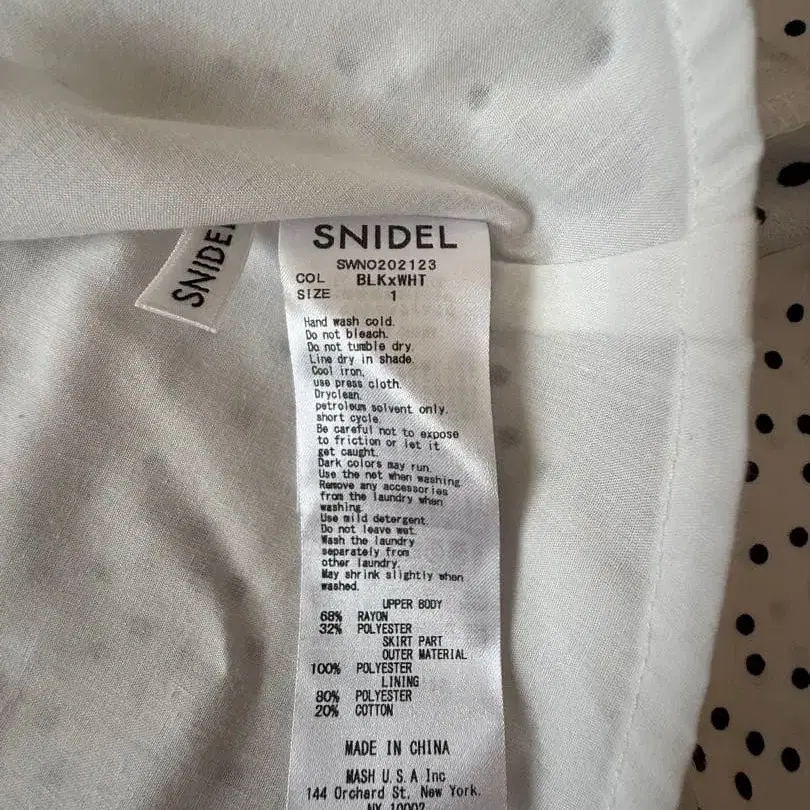 SNIDEL
SNIDEL
SWNO202123
COL BLKxWHT
SIZE 1
Hand wash cold.
Do not bleach.
Do not tumble dry.
Line dry in shade.
Cool iron.
use press cloth.
Dryclean.
petroleum solvent only.
short cycle.
Be careful not to expose
to friction or let it
get caught.
Dark colors may run.
Use the net when washing.
Remove any accessories
from the laundry when
washing.
Use mild detergent.
Do not leave wet.
Wash the laundry
separately from
other laundry.
May shrink slightly when
washed.
UPPER BODY
68% RAYON
32% POLYESTER
SKIRT PART
OUTER MATERIAL
100% POLYESTER
LINING
80% POLYESTER
20% COTTON
MADE IN CHINA
MASH U.S.A Inc
144 Orchard St. New York.
NY 10002